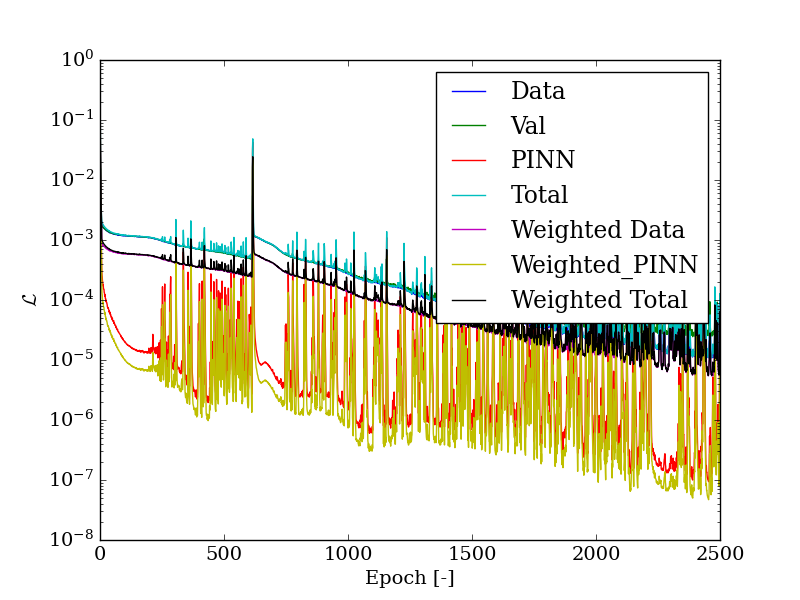 10^0
10^-1
10^-2
10^-3
10^-4
10^-5
10^-6
10^-7
10^-8
ℒ
Data
Val
PINN
Total
Weighted Data
Weighted_PINN
Weighted Total
0 500 1000 1500 2000 2500
Epoch [-]